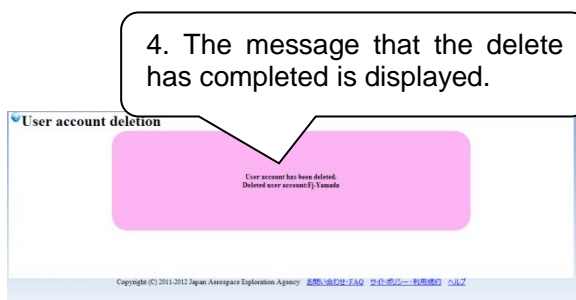 4. The message that the delete
has completed is displayed.
User account deletion
User account has been deleted.
Deleted user account:Fj-Yamada
Copyright (C) 2011-2012 Japan Aerospace Exploration Agency お問い合わせ・FAQ サイトポリシー・利用規約 ヘルプ